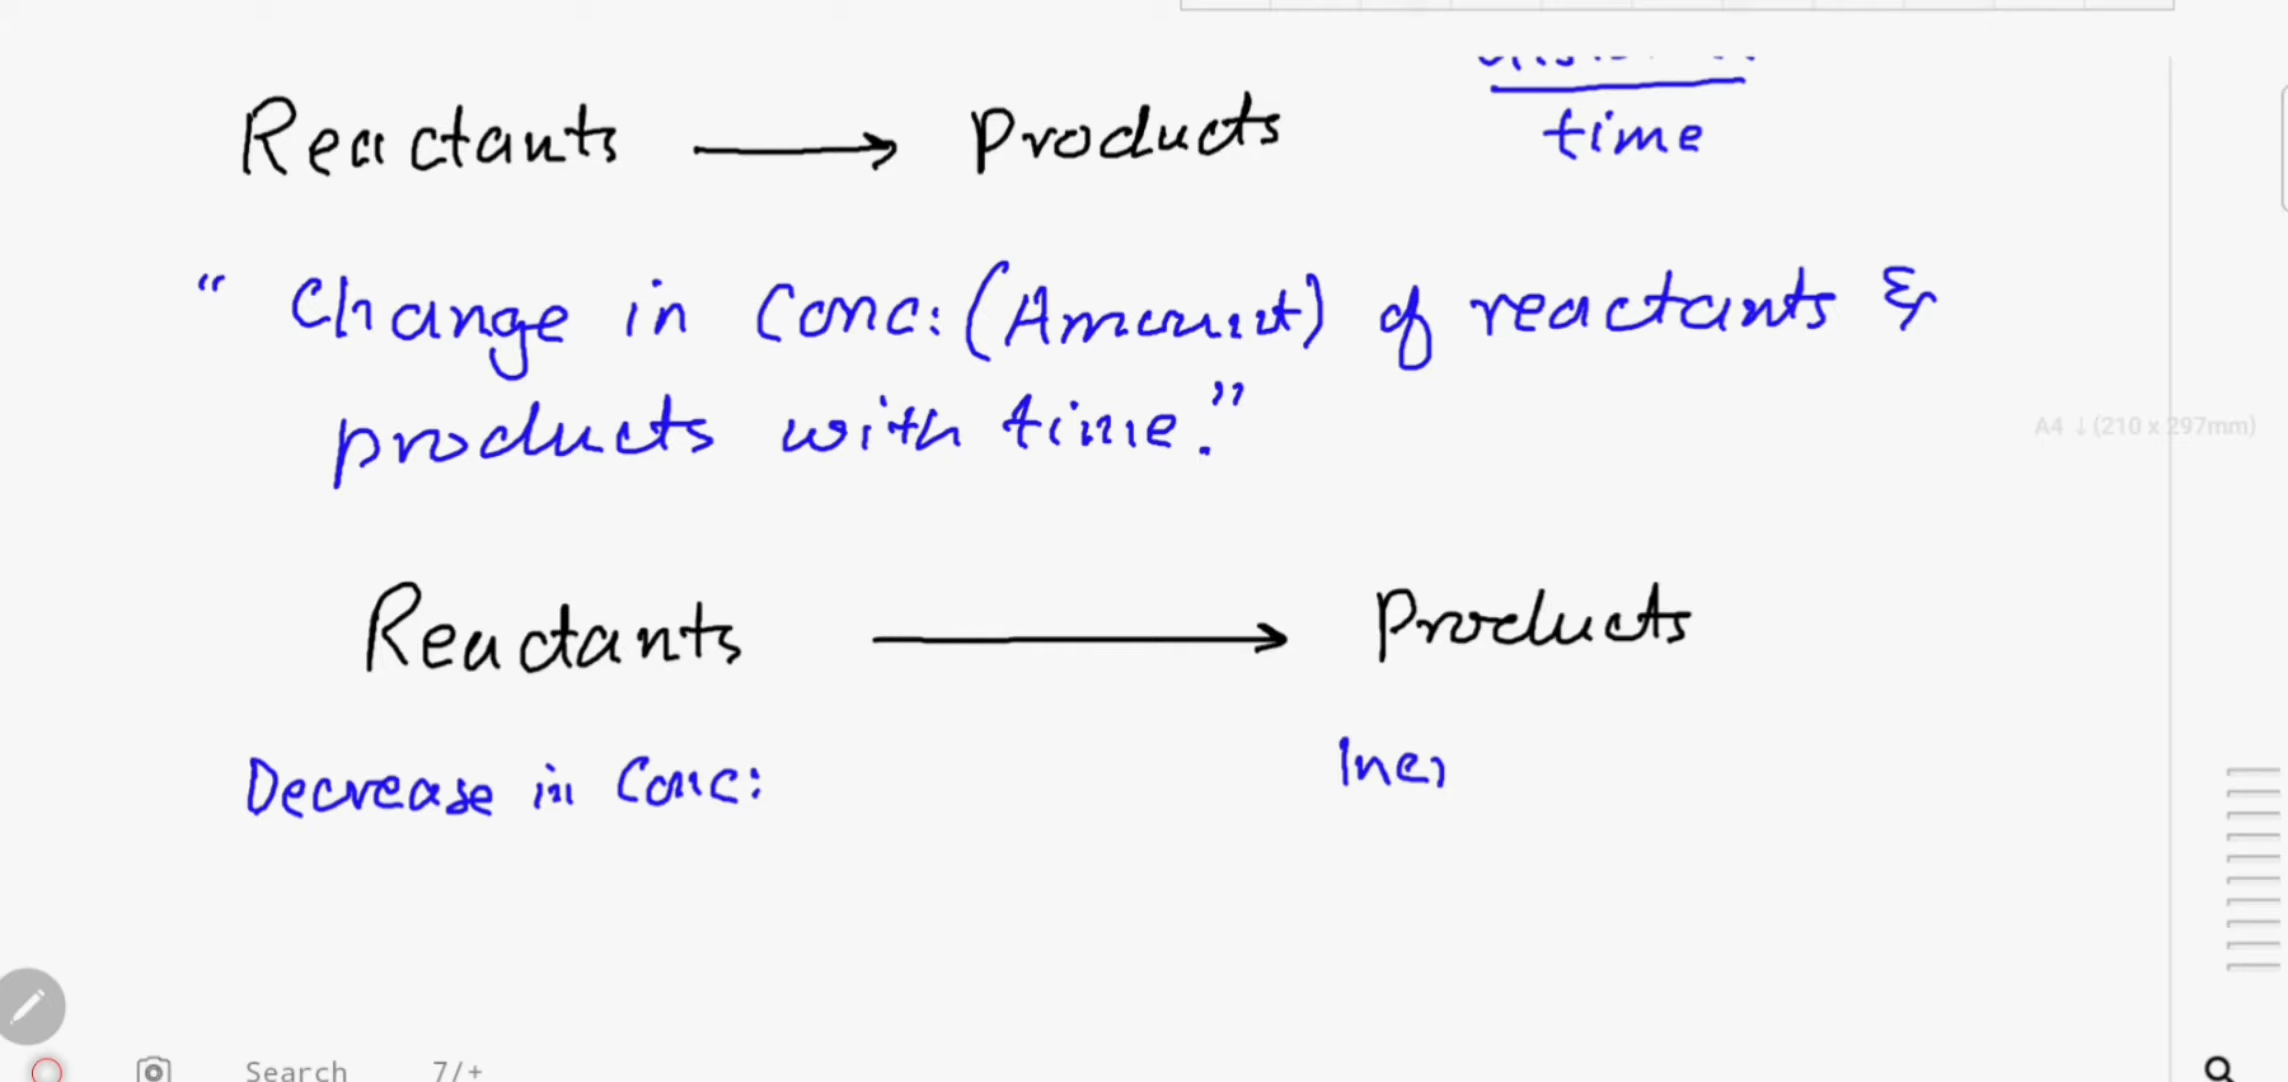 Reactants → Products
time
“ Change in Conc: (Amount) of reactants &
products with time.”
A4 ↓ (210 x 297mm)
Reactants → Products
Decrease in Conc:
Search 7/+